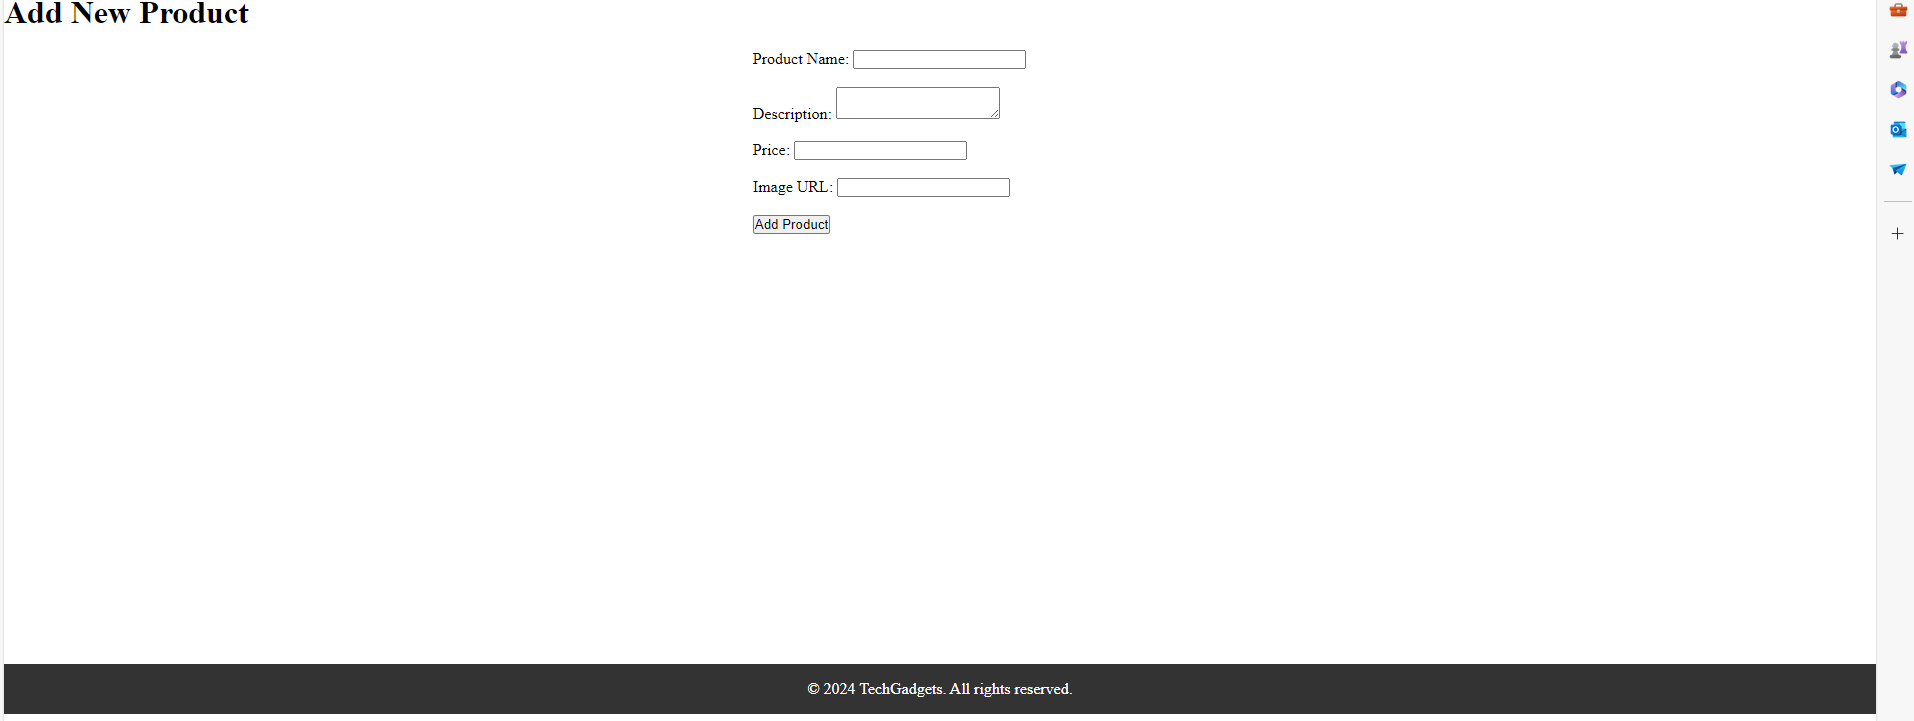 Add New Product
Product Name:
Description:
Price:
Image URL:
Add Product
© 2024 TechGadgets. All rights reserved.